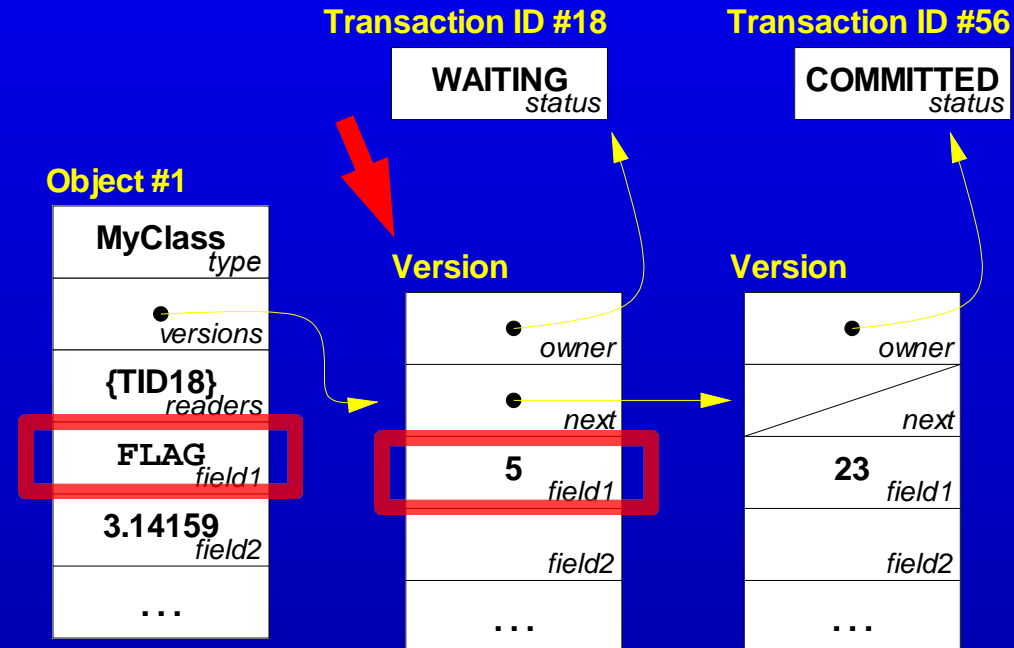 Transaction ID #18
WAITING
status
Transaction ID #56
COMMITTED
status
Object #1
MyClass
type
versions
{TID18}
readers
FLAG
field1
3.14159
field2
. . .
Version
owner
next
5
field1
field2
. . .
Version
owner
next
23
field1
field2
. . .